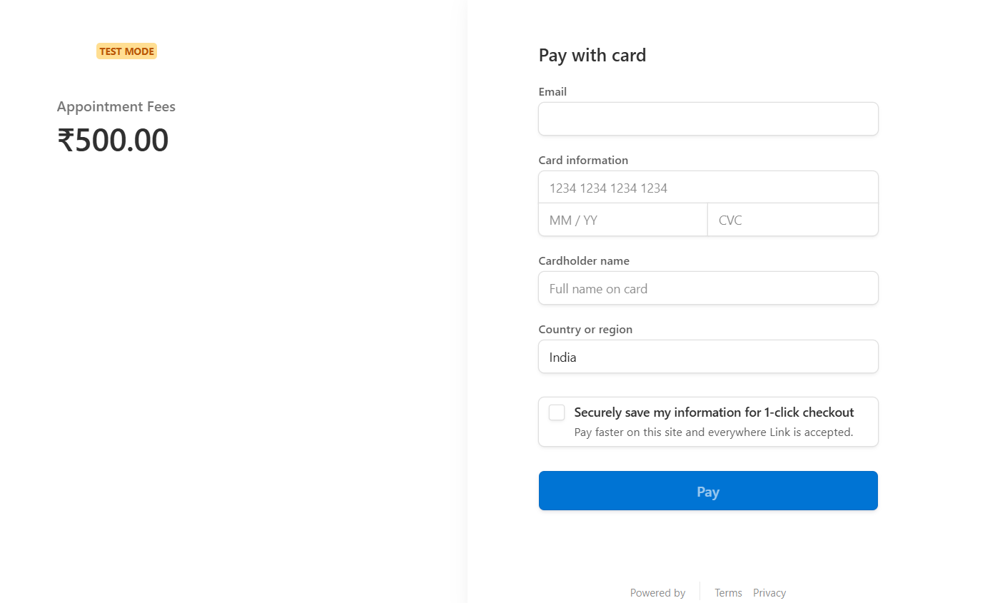 TEST MODE
Appointment Fees
₹500.00
Pay with card
Email
Card information
1234 1234 1234 1234
MM / YY
CVC
Cardholder name
Full name on card
Country or region
India
Securely save my information for 1-click checkout
Pay faster on this site and everywhere Link is accepted.
Pay
Powered by
Terms Privacy